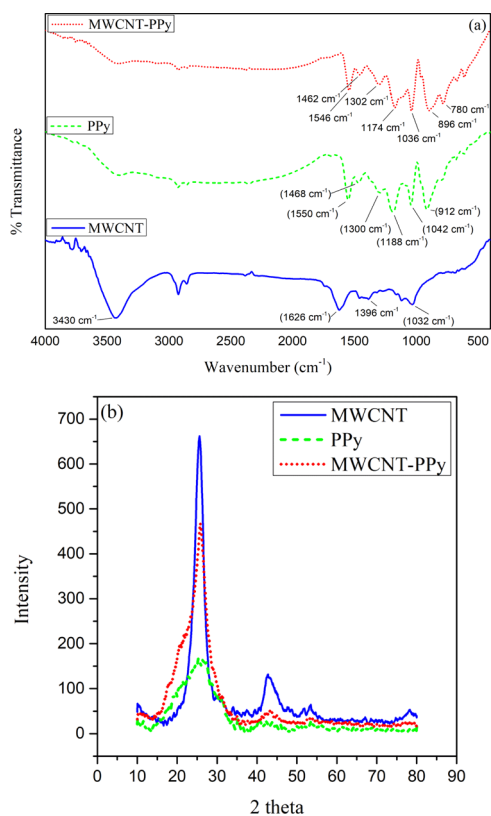 MWCNT-PPy
(a)
1462 cm⁻¹
1302 cm⁻¹
780 cm⁻¹
1546 cm⁻¹
1174 cm⁻¹
896 cm⁻¹
1036 cm⁻¹
PPy
(1468 cm⁻¹)
(1550 cm⁻¹)
(912 cm⁻¹)
(1300 cm⁻¹)
(1042 cm⁻¹)
(1188 cm⁻¹)
MWCNT
3430 cm⁻¹
(1626 cm⁻¹)
1396 cm⁻¹
(1032 cm⁻¹)
% Transmittance
4000 3500 3000 2500 2000 1500 1000 500
Wavenumber (cm⁻¹)
(b)
MWCNT
PPy
MWCNT-PPy
700
600
500
400
300
200
100
0
Intensity
0 10 20 30 40 50 60 70 80 90
2 theta